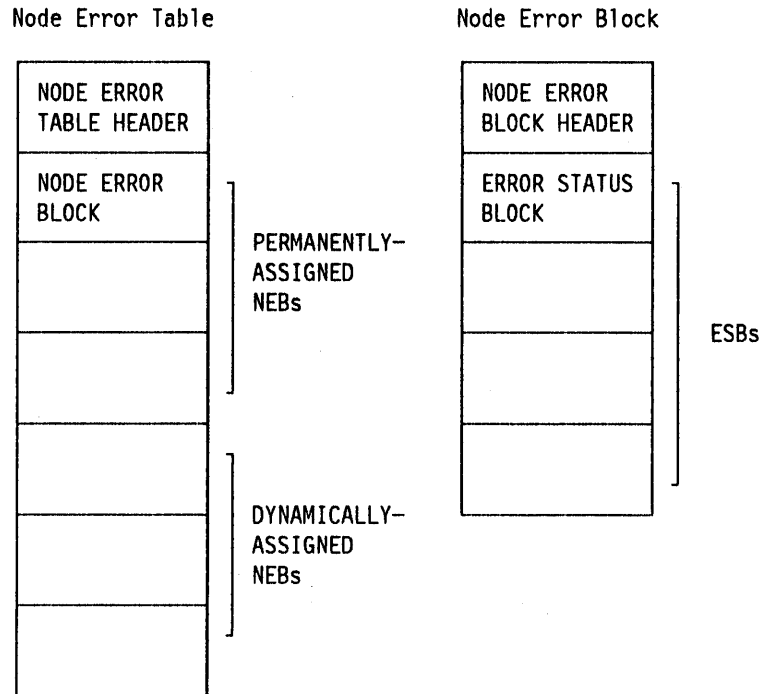 Node Error Table
NODE ERROR
TABLE HEADER
NODE ERROR
BLOCK
PERMANENTLY-
ASSIGNED
NEBs
DYNAMICALLY-
ASSIGNED
NEBs
Node Error Block
NODE ERROR
BLOCK HEADER
ERROR STATUS
BLOCK
ESBs